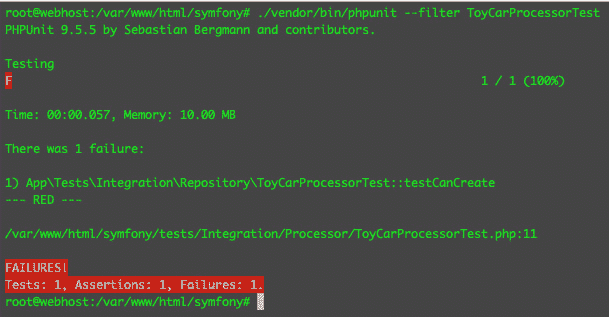 root@webhost:/var/www/html/symfony# ./vendor/bin/phpunit --filter ToyCarProcessorTest
PHPUnit 9.5.5 by Sebastian Bergmann and contributors.
Testing
F 1 / 1 (100%)
Time: 00:00.057, Memory: 10.00 MB
There was 1 failure:
1) App\Tests\Integration\Repository\ToyCarProcessorTest::testCanCreate
--- RED ---
/var/www/html/symfony/tests/Integration/Processor/ToyCarProcessorTest.php:11
FAILURES!
Tests: 1, Assertions: 1, Failures: 1.
root@webhost:/var/www/html/symfony#